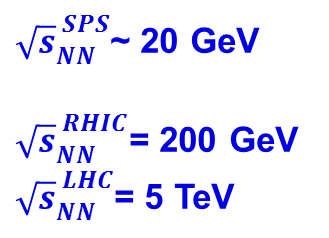 √s_NN^SPS ~ 20 GeV
√s_NN^RHIC = 200 GeV
√s_NN^LHC = 5 TeV